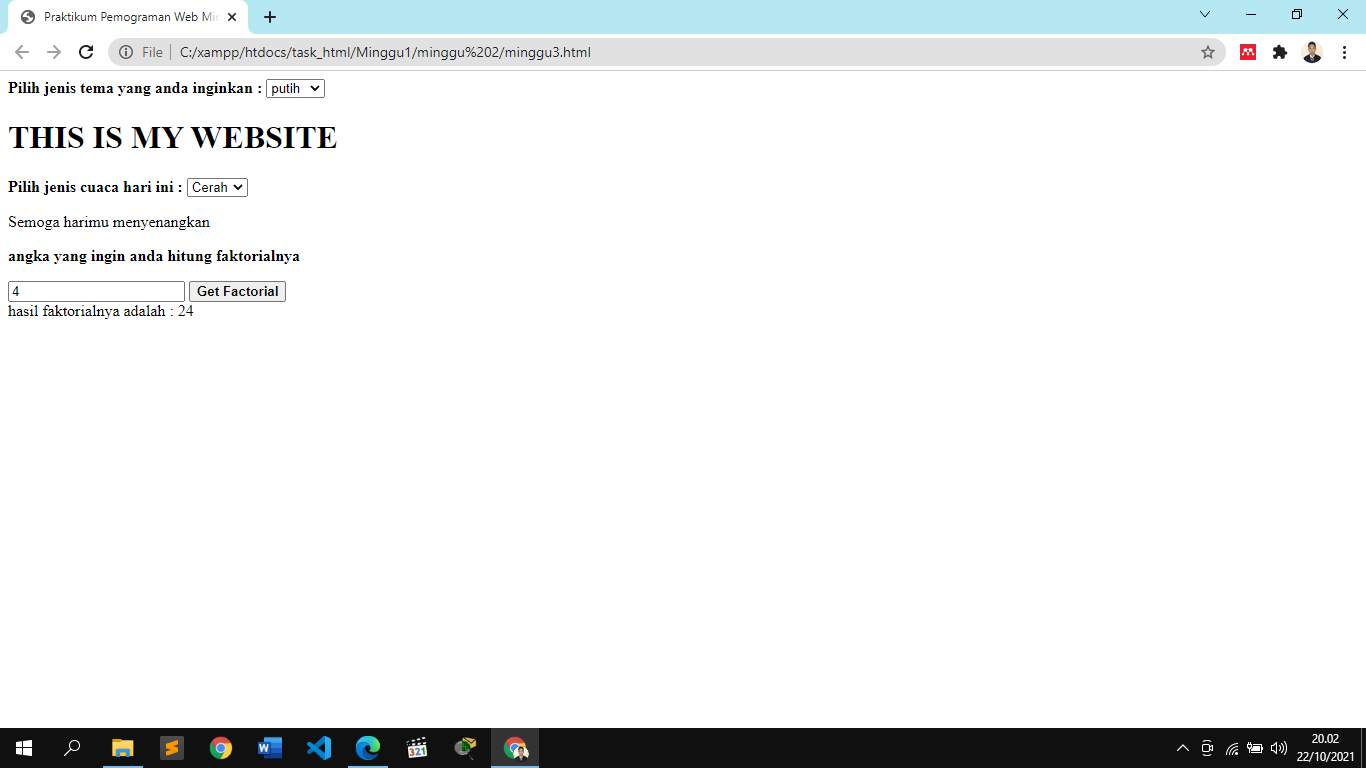 Praktikum Pemograman Web Min
File
C:/xampp/htdocs/task_html/Minggu1/minggu%202/minggu3.html
Pilih jenis tema yang anda inginkan : putih
THIS IS MY WEBSITE
Pilih jenis cuaca hari ini : Cerah
Semoga harimu menyenangkan
angka yang ingin anda hitung faktorialnya
4 Get Factorial
hasil faktorialnya adalah : 24
321
20.02
22/10/2021